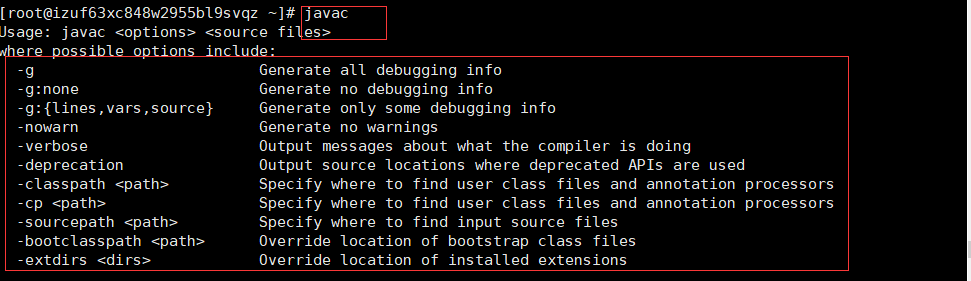 [root@izuf63xc848w2955bl9svqz ~]# javac
Usage: javac <options> <source files>
where possible options include:
  -g                         Generate all debugging info
  -g:none                    Generate no debugging info
  -g:{lines,vars,source}     Generate only some debugging info
  -nowarn                    Generate no warnings
  -verbose                   Output messages about what the compiler is doing
  -deprecation               Output source locations where deprecated APIs are used
  -classpath <path>          Specify where to find user class files and annotation processors
  -cp <path>                 Specify where to find user class files and annotation processors
  -sourcepath <path>         Specify where to find input source files
  -bootclasspath <path>      Override location of bootstrap class files
  -extdirs <dirs>            Override location of installed extensions